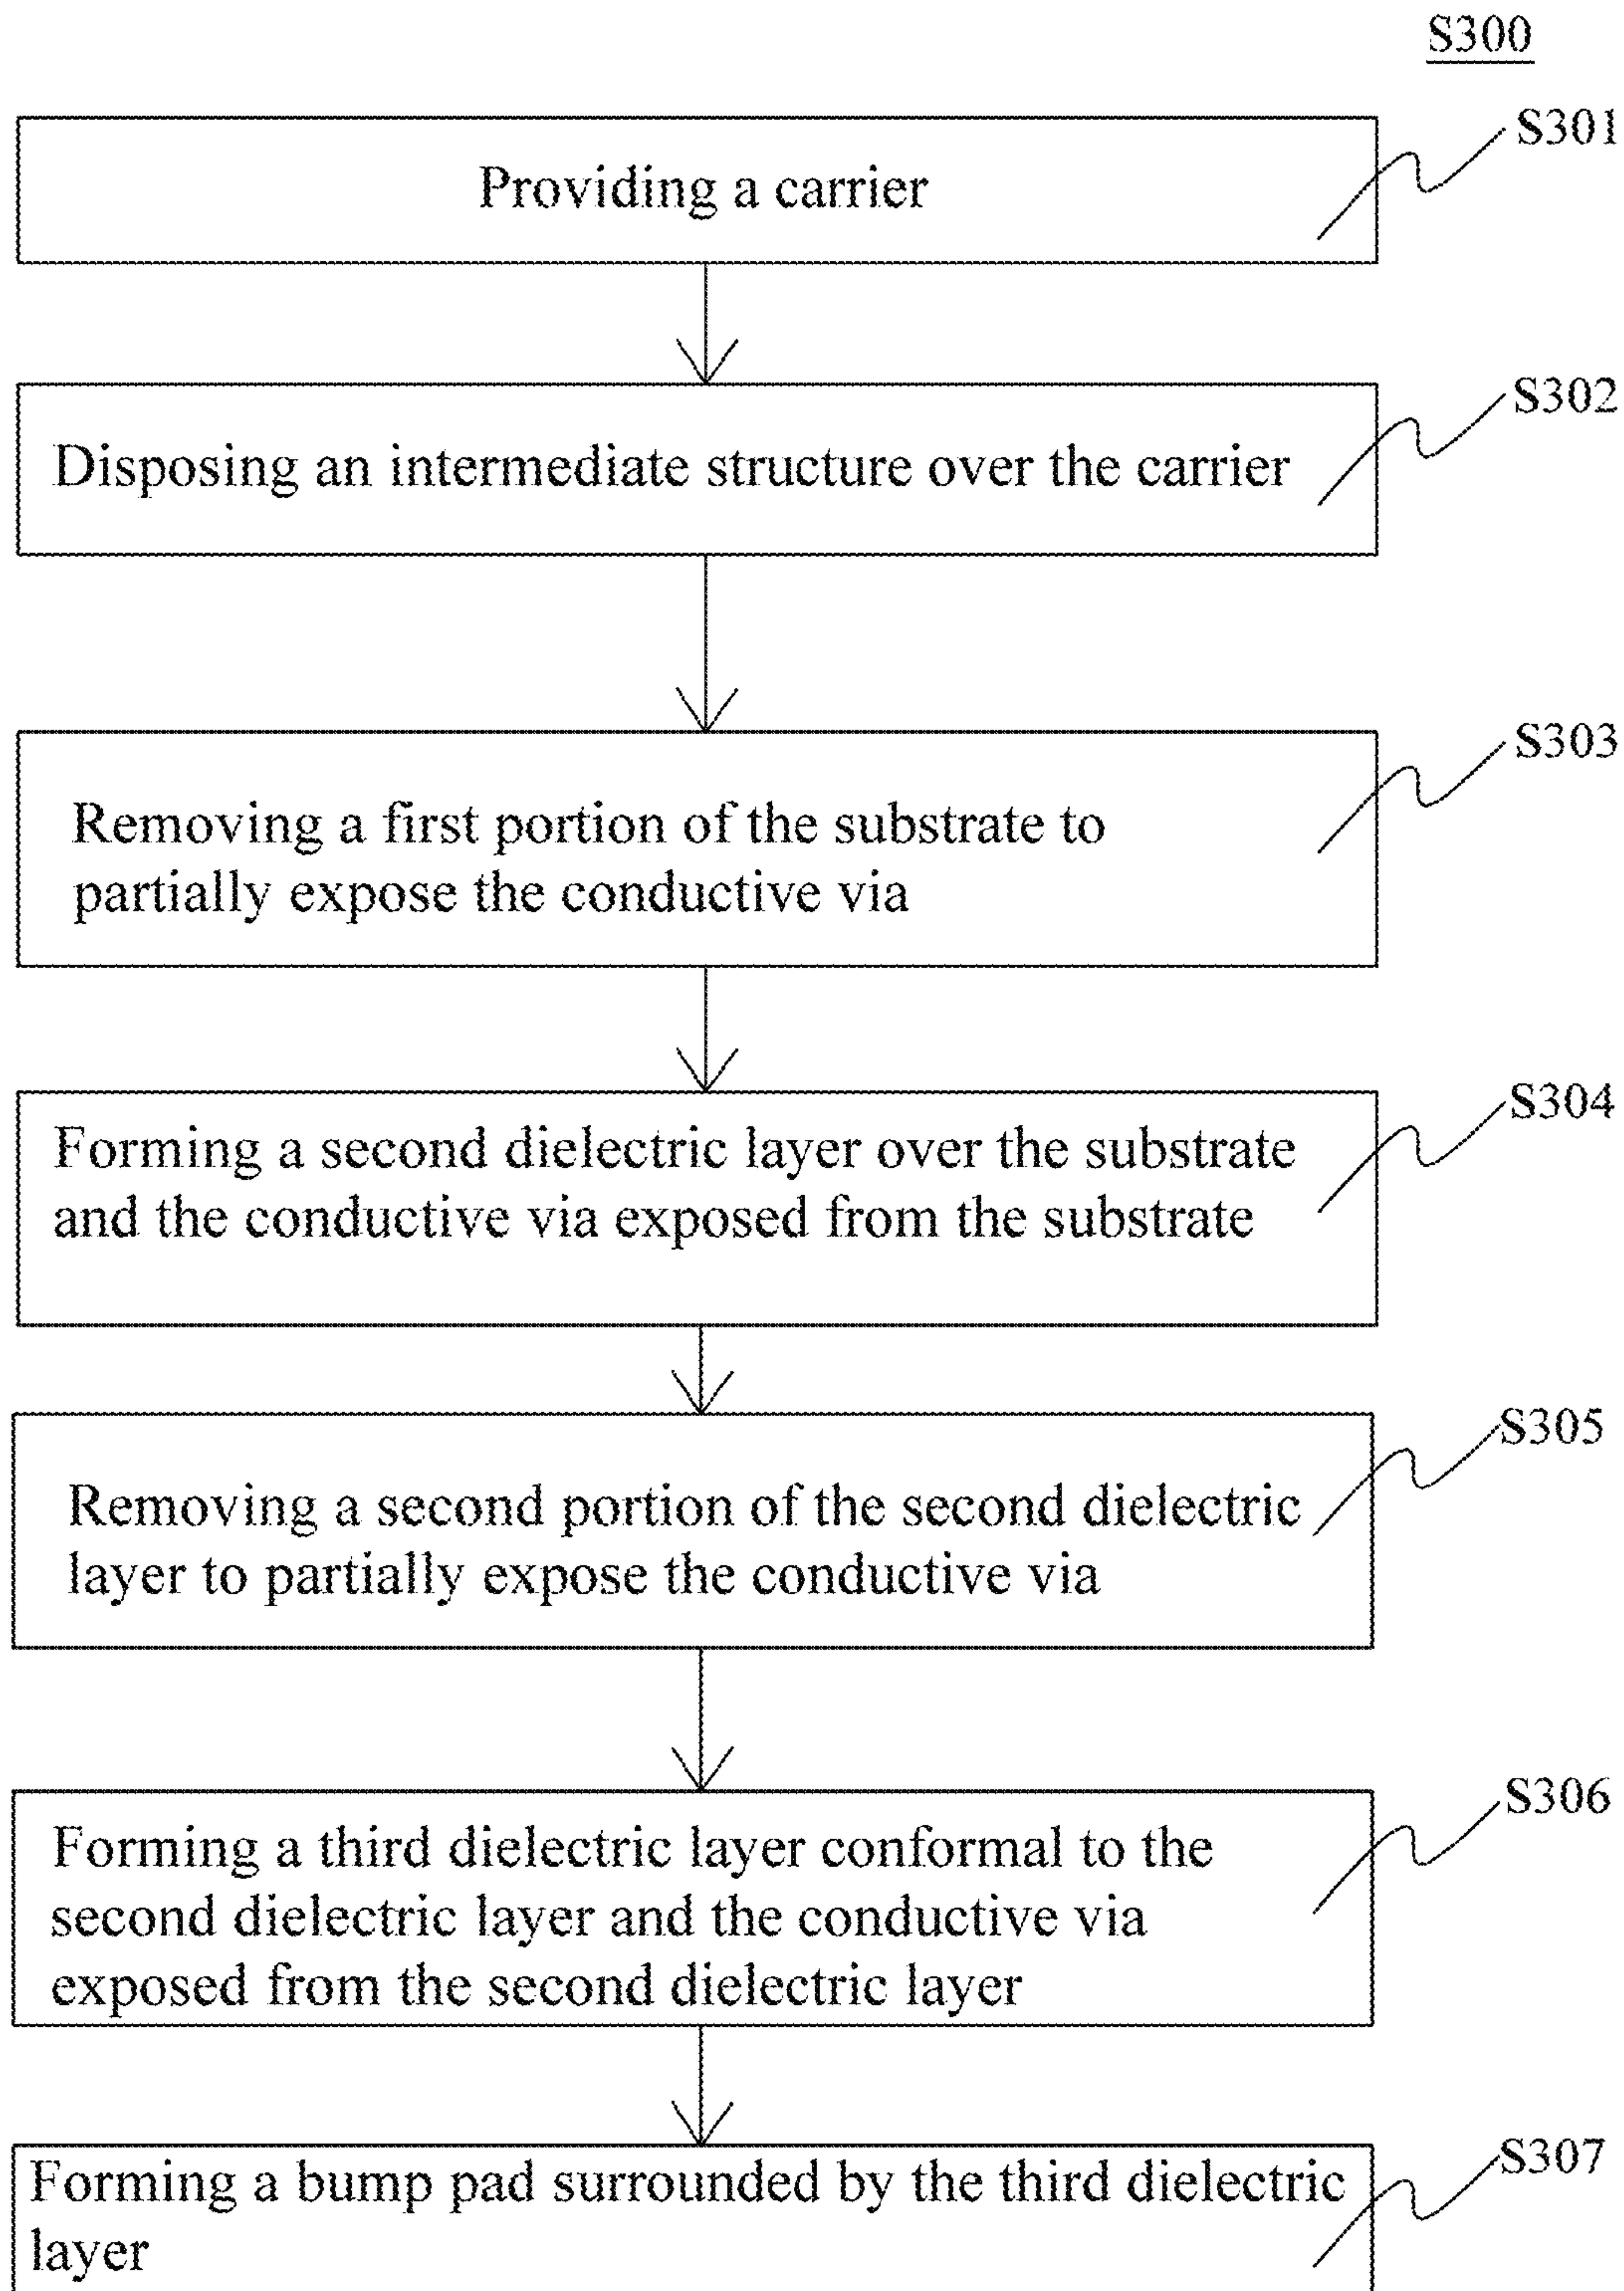 S300
S301
Providing a carrier
S302
Disposing an intermediate structure over the carrier
S303
Removing a first portion of the substrate to
partially expose the conductive via
S304
Forming a second dielectric layer over the substrate
and the conductive via exposed from the substrate
S305
Removing a second portion of the second dielectric
layer to partially expose the conductive via
S306
Forming a third dielectric layer conformal to the
second dielectric layer and the conductive via
exposed from the second dielectric layer
S307
Forming a bump pad surrounded by the third dielectric
layer